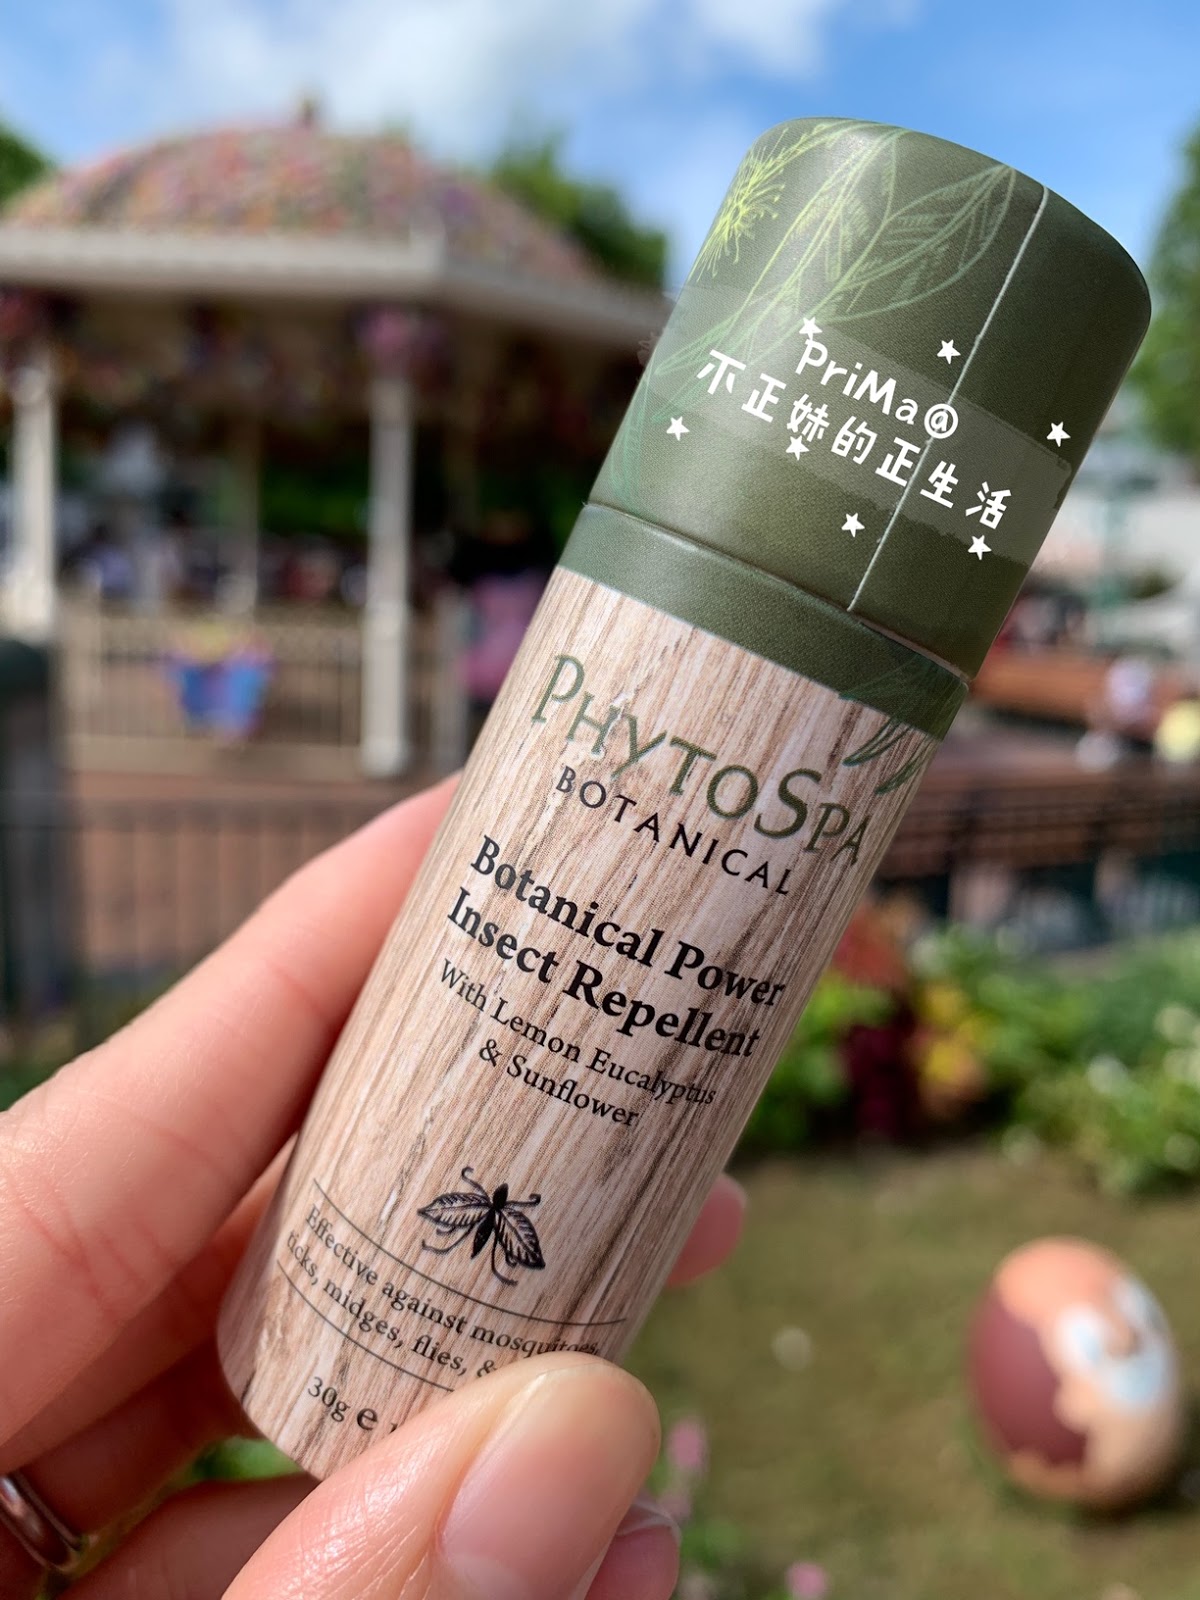 PriMa@
不正妹的正生活
PHYTOSPA
BOTANICAL
Botanical Power
Insect Repellent
With Lemon Eucalyptus
& Sunflower
Effective against mosquitoes,
ticks, midges, flies, &
30g e